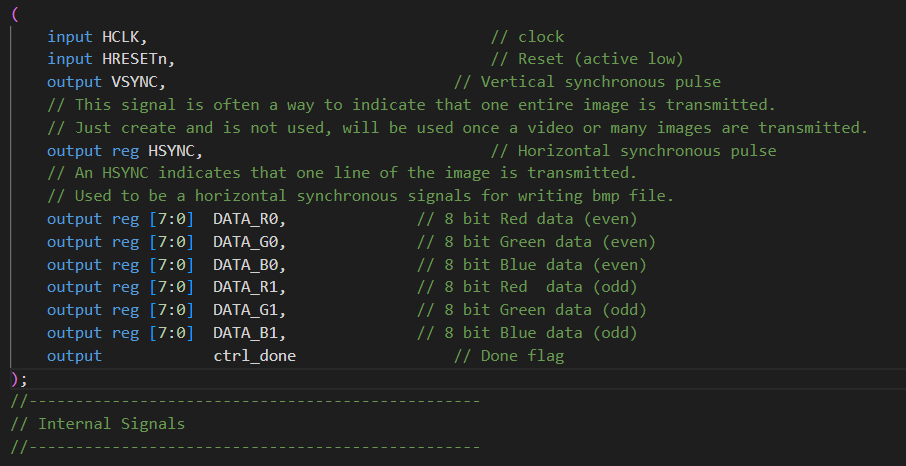 (
input HCLK, // clock
input HRESETn, // Reset (active low)
output VSYNC, // Vertical synchronous pulse
// This signal is often a way to indicate that one entire image is transmitted.
// Just create and is not used, will be used once a video or many images are transmitted.
output reg HSYNC, // Horizontal synchronous pulse
// An HSYNC indicates that one line of the image is transmitted.
// Used to be a horizontal synchronous signals for writing bmp file.
output reg [7:0] DATA_R0, // 8 bit Red data (even)
output reg [7:0] DATA_G0, // 8 bit Green data (even)
output reg [7:0] DATA_B0, // 8 bit Blue data (even)
output reg [7:0] DATA_R1, // 8 bit Red  data (odd)
output reg [7:0] DATA_G1, // 8 bit Green data (odd)
output reg [7:0] DATA_B1, // 8 bit Blue data (odd)
output ctrl_done // Done flag
);
//-------------------------------------------------
// Internal Signals
//-------------------------------------------------